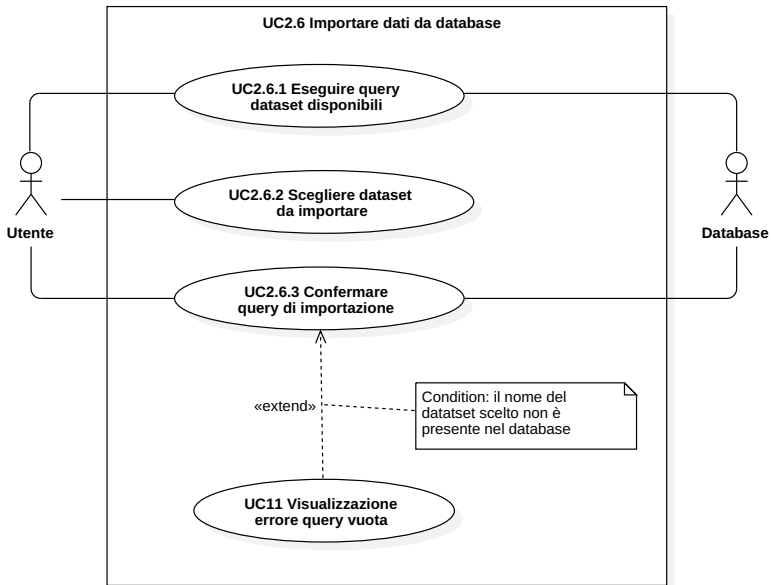 UC2.6 Importare dati da database
UC2.6.1 Eseguire query
dataset disponibili
UC2.6.2 Scegliere dataset
da importare
Utente
Database
UC2.6.3 Confermare
query di importazione
«extend»
Condition: il nome del
datatset scelto non è
presente nel database
UC11 Visualizzazione
errore query vuota